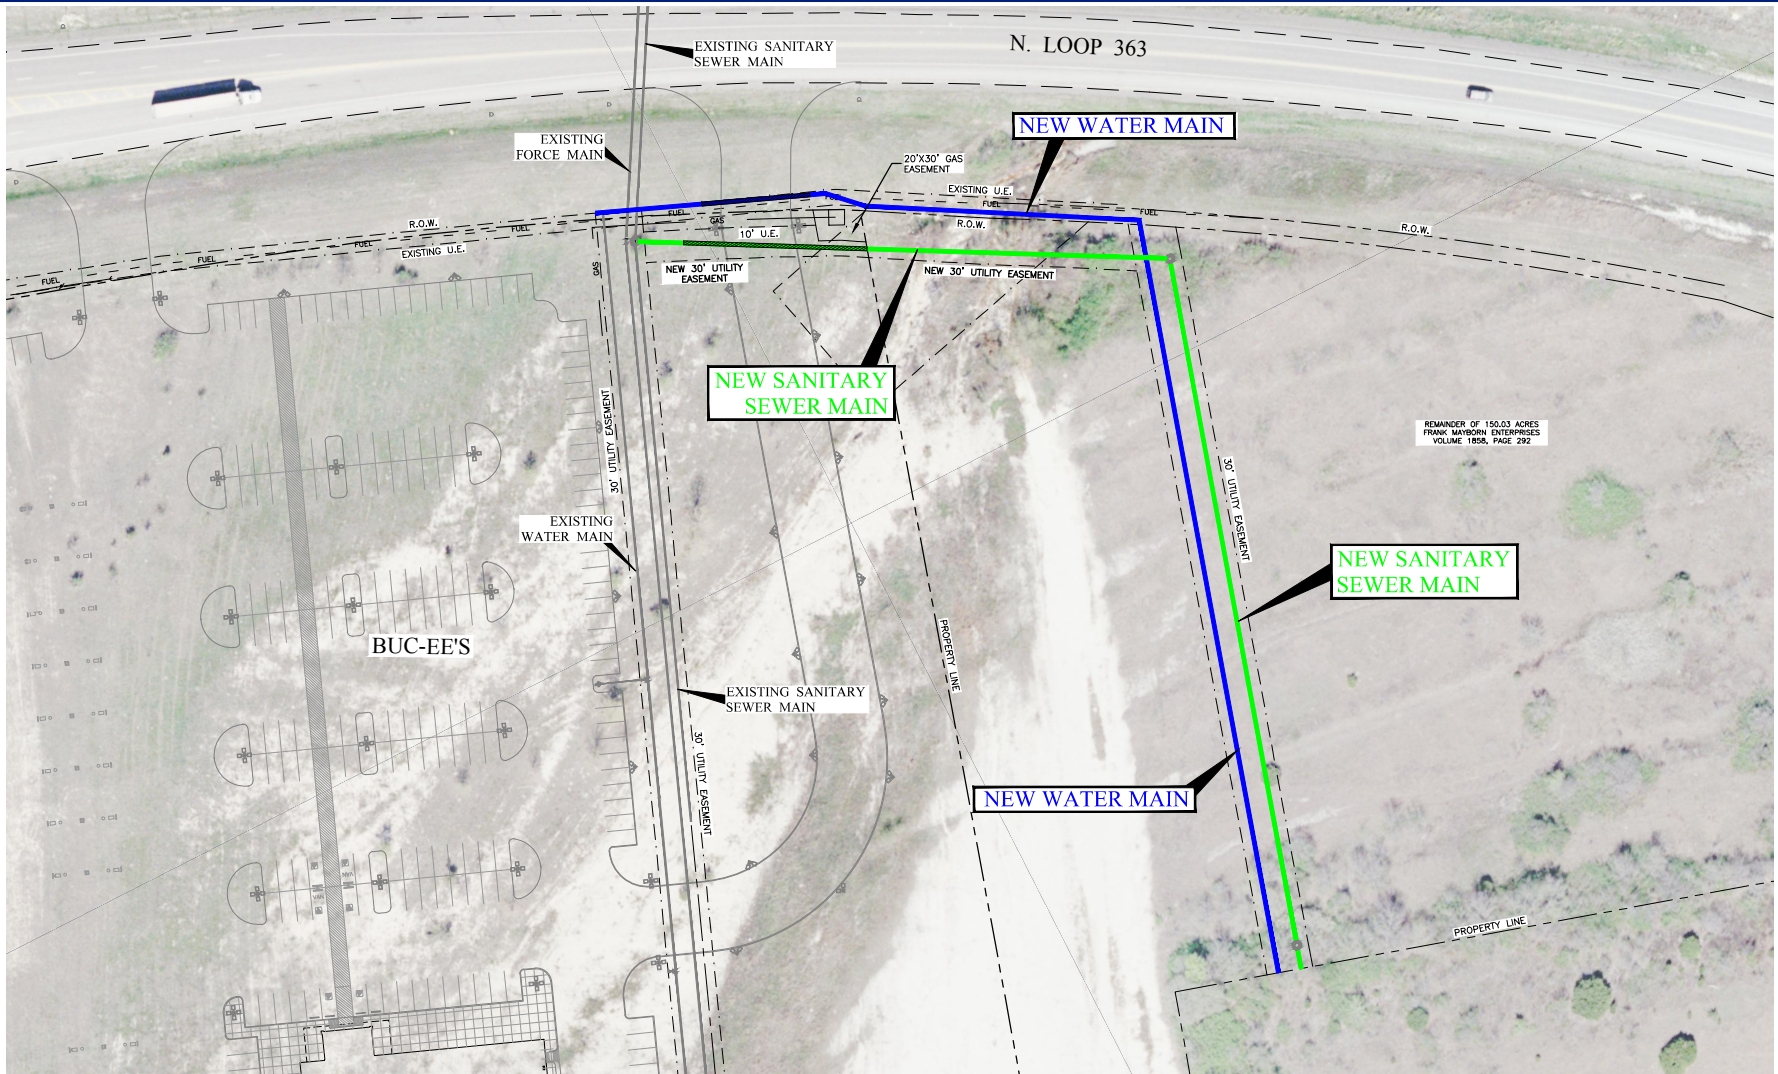 EXISTING SANITARY
SEWER MAIN
N. LOOP 363
NEW WATER MAIN
EXISTING
FORCE MAIN
20'X30' GAS
EASEMENT
EXISTING U.E.
FUEL
FUEL
FUEL
FUEL
GAS
R.O.W.
R.O.W.
R.O.W.
10' U.E.
FUEL
FUEL
EXISTING U.E.
FUEL
FUEL
GAS
NEW 30' UTILITY
EASEMENT
NEW 30' UTILITY EASEMENT
NEW SANITARY
SEWER MAIN
30' UTILITY EASEMENT
REMAINDER OF 150.03 ACRES
FRANK MAYBORN ENTERPRISES
VOLUME 1858, PAGE 292
30' UTILITY EASEMENT
EXISTING
WATER MAIN
NEW SANITARY
SEWER MAIN
BUC-EE'S
PROPERTY LINE
EXISTING SANITARY
SEWER MAIN
30' UTILITY EASEMENT
NEW WATER MAIN
VAN
VAN
PROPERTY LINE